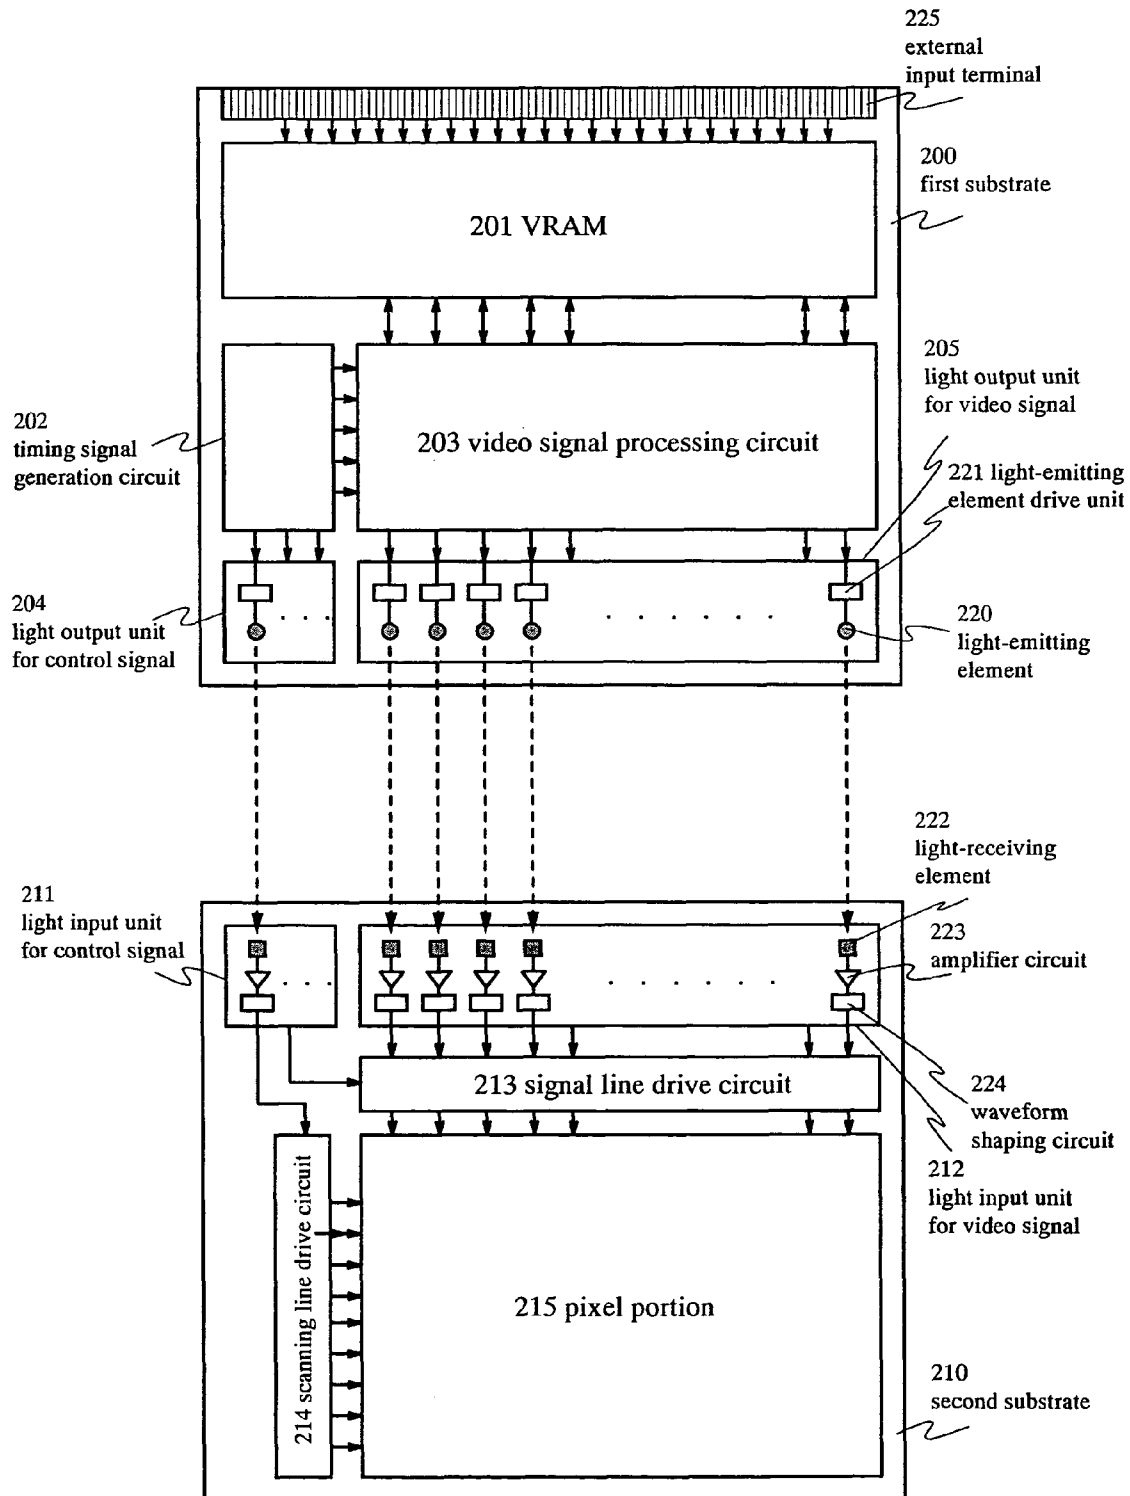 225
external
input terminal
200
first substrate
201 VRAM
205
light output unit
for video signal
202
timing signal
generation circuit
203 video signal processing circuit
221 light-emitting
element drive unit
204
light output unit
for control signal
220
light-emitting
element
222
light-receiving
element
211
light input unit
for control signal
223
amplifier circuit
213 signal line drive circuit
224
waveform
shaping circuit
212
light input unit
for video signal
214 scanning line drive circuit
215 pixel portion
210
second substrate